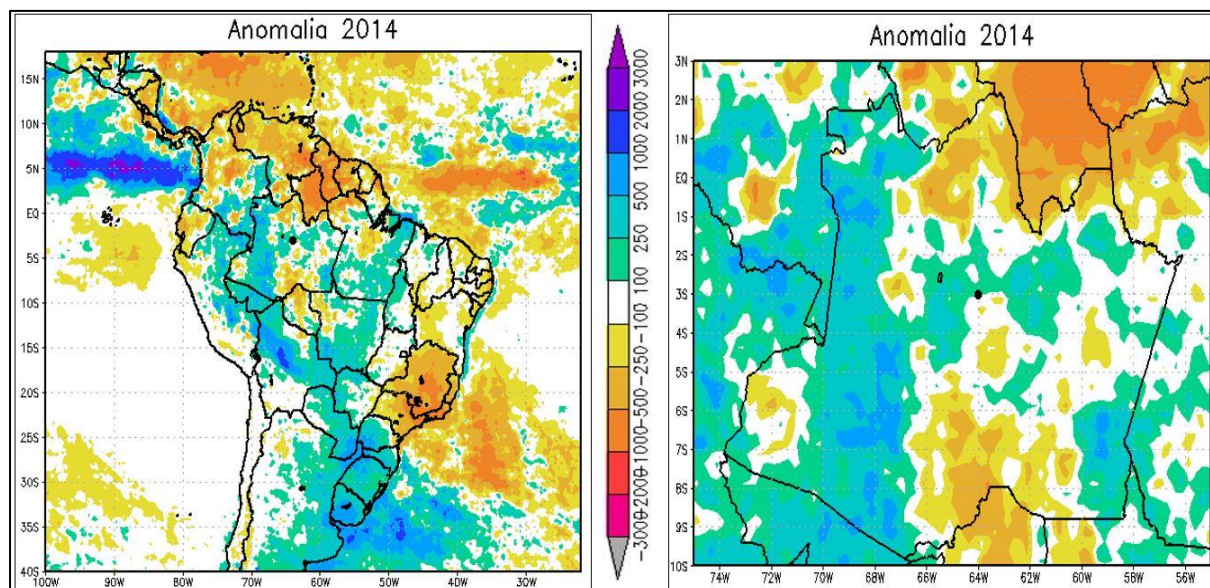 Anomalia 2014
15N
10N
5N
EQ
5S
10S
15S
20S
25S
30S
35S
40S
100W 90W 80W 70W 60W 50W 40W 30W
3000
2000
1000
500
250
100
-100
-250
-500
-1000
-2000
-3000
Anomalia 2014
3N
2N
1N
EQ
1S
2S
3S
4S
5S
6S
7S
8S
9S
10S
74W 72W 70W 68W 66W 64W 62W 60W 58W 56W